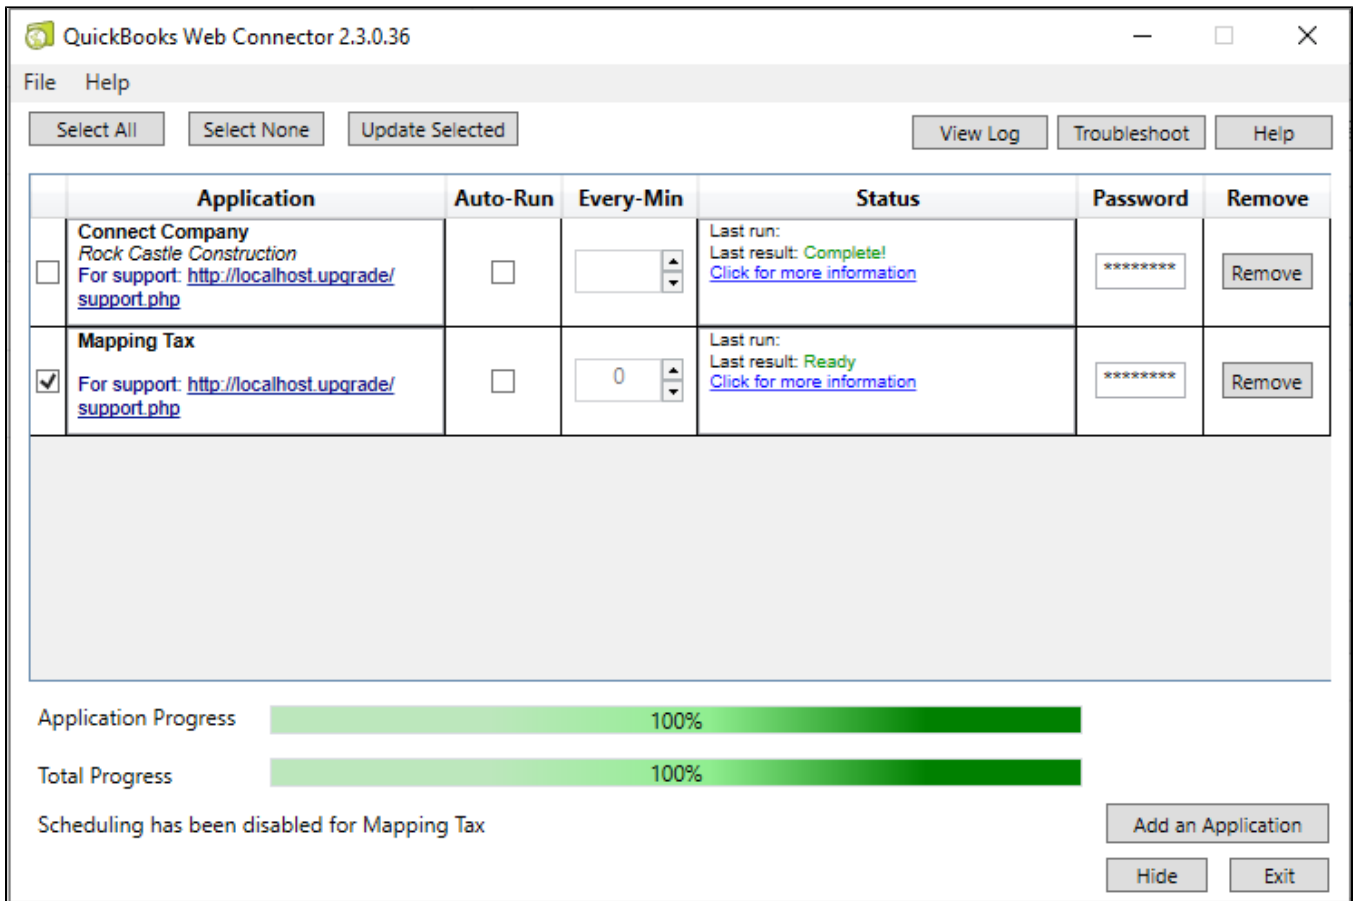 QuickBooks Web Connector 2.3.0.36
File Help
Select All Select None Update Selected View Log Troubleshoot Help
Application Auto-Run Every-Min Status Password Remove
Connect Company
Rock Castle Construction
For support: http://localhost.upgrade/
support.php
Last run:
Last result: Complete!
Click for more information
********
Remove
Mapping Tax
For support: http://localhost.upgrade/
support.php
0
Last run:
Last result: Ready
Click for more information
********
Remove
Application Progress 100%
Total Progress 100%
Scheduling has been disabled for Mapping Tax
Add an Application
Hide Exit